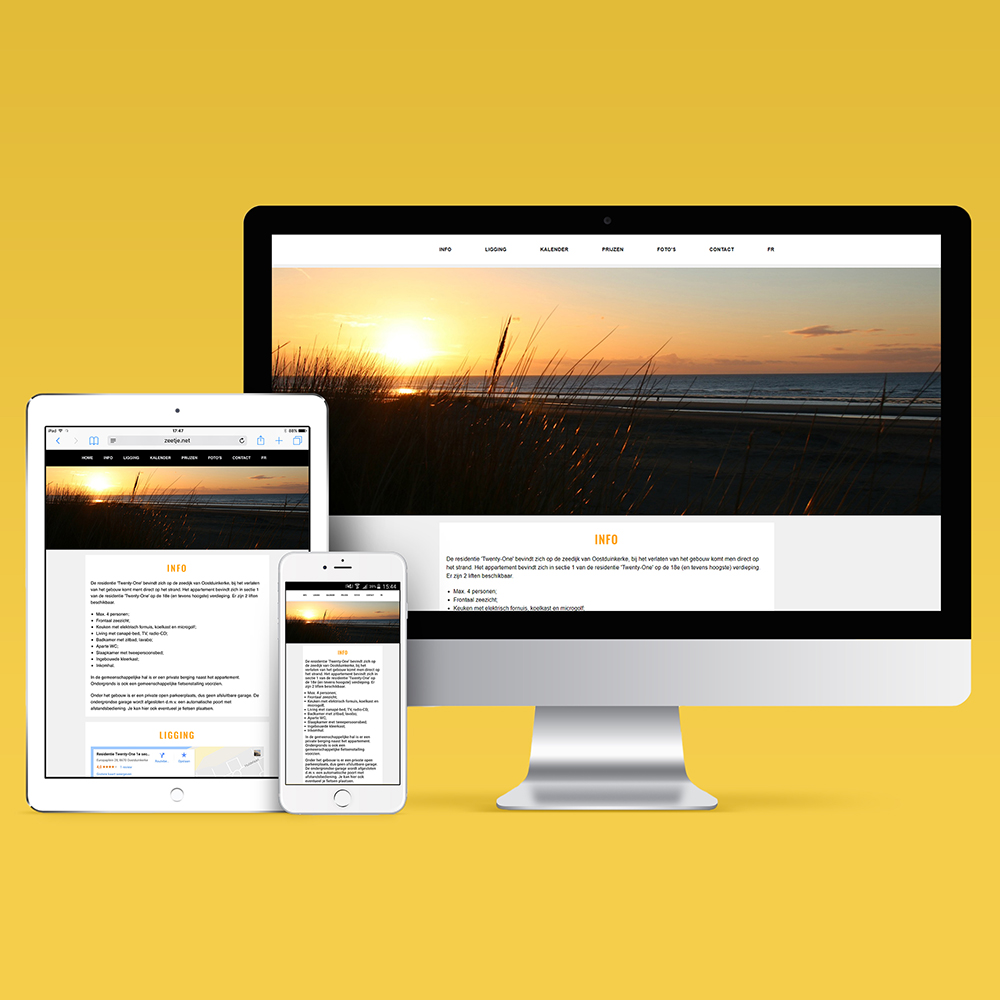 INFO LIGGING KALENDER PRIJZEN FOTO'S CONTACT FR
INFO
De residentie 'Twenty-One' bevindt zich op de zeedijk van Oostduinkerke, bij het verlaten van het gebouw komt men direct op
het strand. Het appartement bevindt zich in sectie 1 van de residentie 'Twenty-One' op de 18e (en tevens hoogste) verdieping.
Er zijn 2 liften beschikbaar.
• Max. 4 personen;
• Frontaal zeezicht;
• Keuken met elektrisch fornuis, koelkast en microgolf;
iPad 17:47 88%
zeetje.net
HOME INFO LIGGING KALENDER PRIJZEN FOTO'S CONTACT FR
INFO
De residentie 'Twenty-One' bevindt zich op de zeedijk van Oostduinkerke, bij het verlaten
van het gebouw komt men direct op het strand. Het appartement bevindt zich in sectie 1
van de residentie 'Twenty-One' op de 18e (en tevens hoogste) verdieping. Er zijn 2 liften
beschikbaar.
• Max. 4 personen;
• Frontaal zeezicht;
• Keuken met elektrisch fornuis, koelkast en microgolf;
• Living met canapé-bed, TV, radio-CD;
• Badkamer met zitbad, lavabo;
• Aparte WC;
• Slaapkamer met tweepersoonsbed;
• Ingebouwde kleerkast;
• Inkomhal.
In de gemeenschappelijke hal is er een private berging naast het appartement.
Ondergronds is ook een gemeenschappelijke fietsenstalling voorzien.
Onder het gebouw is er een private open parkeerplaats, dus geen afsluitbare garage. De
ondergrondse garage wordt afgesloten d.m.v. een automatische poort met
afstandsbediening. Je kan hier ook eventueel je fietsen plaatsen.
LIGGING
Residentie Twenty-One 1e sec...
15:44
INFO LIGGING KALENDER PRIJZEN FOTO'S CONTACT FR
INFO
De residentie 'Twenty-One' bevindt zich op
de zeedijk van Oostduinkerke, bij het
verlaten van het gebouw komt men direct op
het strand. Het appartement bevindt zich in
sectie 1 van de residentie 'Twenty-One' op
de 18e (en tevens hoogste) verdieping. Er
zijn 2 liften beschikbaar.
• Max. 4 personen;
• Frontaal zeezicht;
• Keuken met elektrisch fornuis, koelkast en
microgolf;
• Living met canapé-bed, TV, radio-CD;
• Badkamer met zitbad, lavabo;
• Aparte WC;
• Slaapkamer met tweepersoonsbed;
• Ingebouwde kleerkast;
• Inkomhal.
In de gemeenschappelijke hal is er een
private berging naast het appartement.
Ondergronds is ook een
gemeenschappelijke fietsenstalling
voorzien.
Onder het gebouw is er een private open
parkeerplaats, dus geen afsluitbare garage. De
ondergrondse garage wordt afgesloten
d.m.v. een automatische poort met
afstandsbediening. Je kan hier ook
eventueel je fietsen plaatsen.